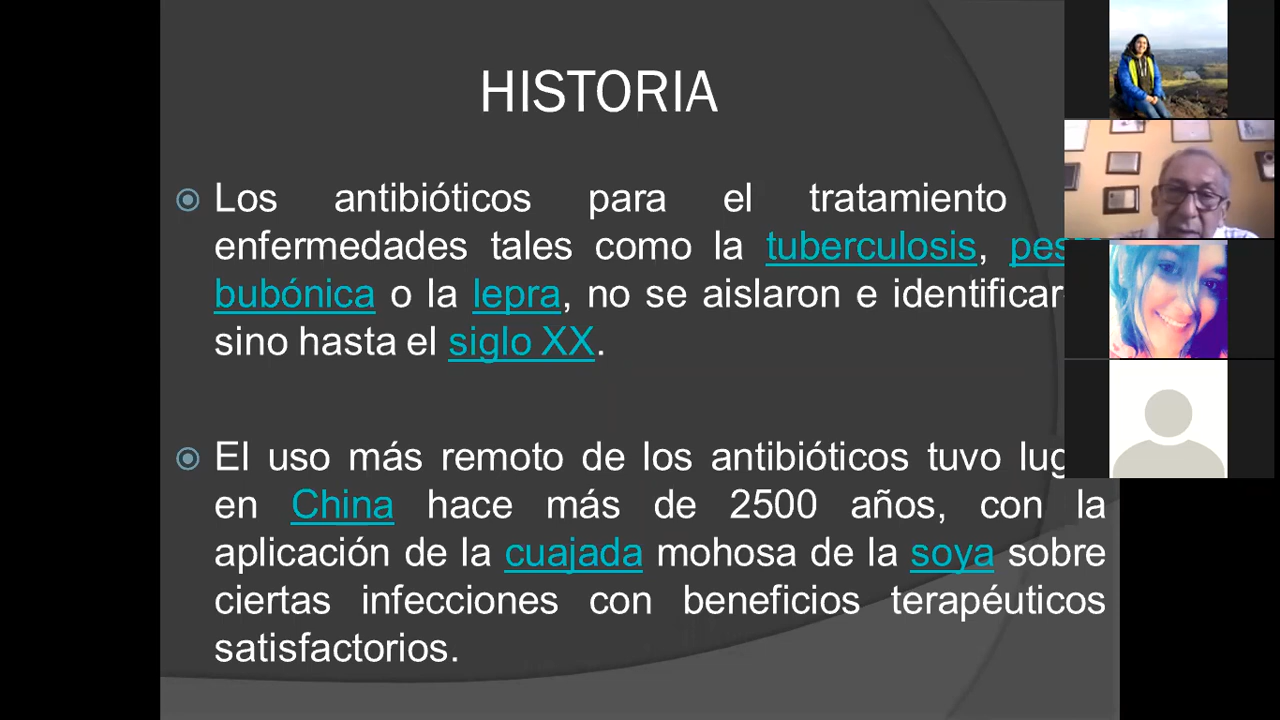 HISTORIA
Los antibióticos para el tratamiento
enfermedades tales como la tuberculosis,
bubónica o la lepra, no se aislaron e
sino hasta el siglo XX.
El uso más remoto de los antibióticos tuvo
en China hace más de 2500 años, con la
aplicación de la cuajada mohosa de la soya sobre
ciertas infecciones con beneficios terapéuticos
satisfactorios.